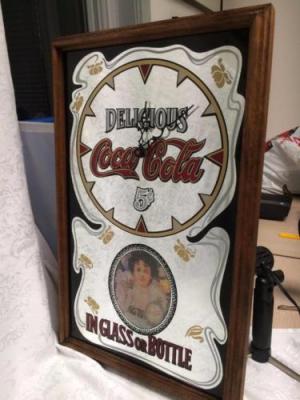 DELICIOUS
Coca-Cola
5¢
IN GLASS OR BOTTLE